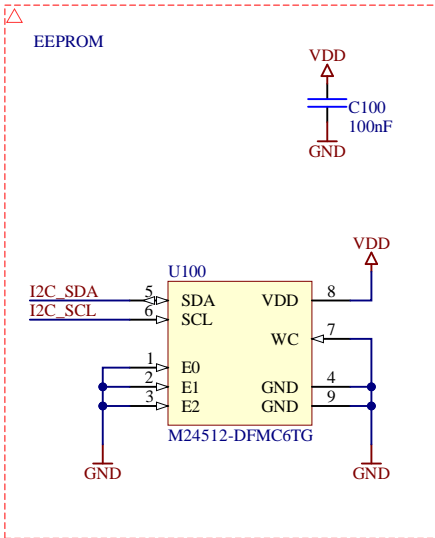 EEPROM
VDD
C100
100nF
GND
VDD
U100
I2C_SDA 5 SDA VDD 8
I2C_SCL 6 SCL
WC 7
1 E0
2 E1 GND 4
3 E2 GND 9
M24512-DFMC6TG
GND GND